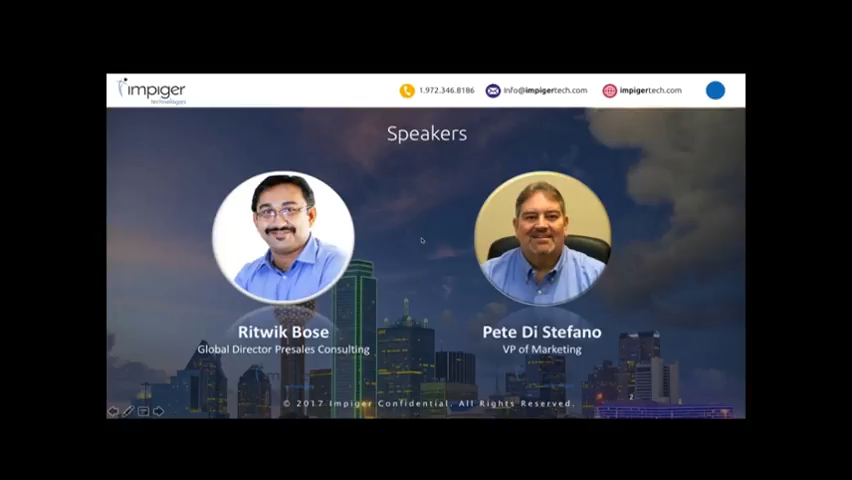 impiger
technologies
1.972.346.8186
info@impigertech.com
impigertech.com
Speakers
Ritwik Bose
Global Director Presales Consulting
Pete Di Stefano
VP of Marketing
2
© 2017 Impiger Confidential. All Rights Reserved.